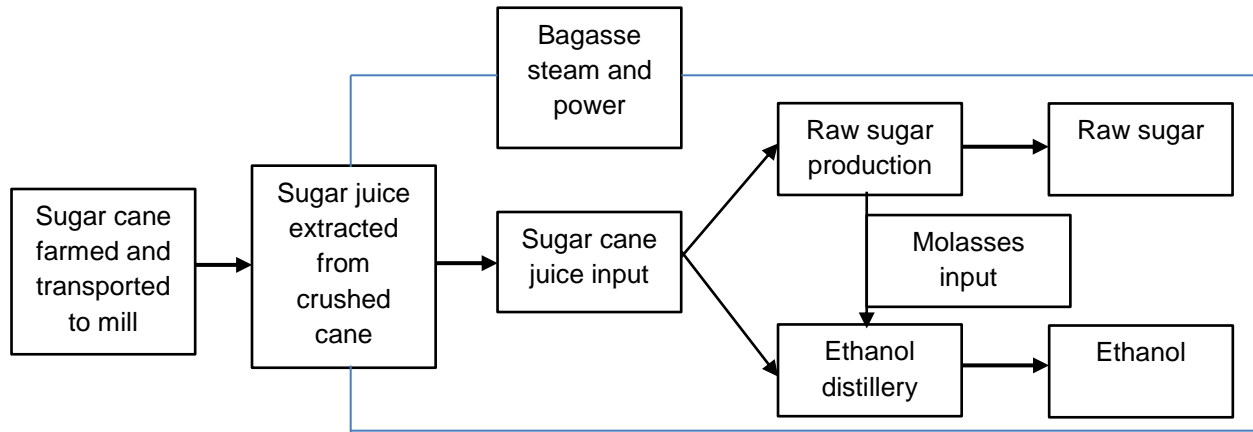 Bagasse
steam and
power
Sugar cane
farmed and
transported
to mill
Sugar juice
extracted
from
crushed
cane
Sugar cane
juice input
Raw sugar
production
Raw sugar
Molasses
input
Ethanol
distillery
Ethanol